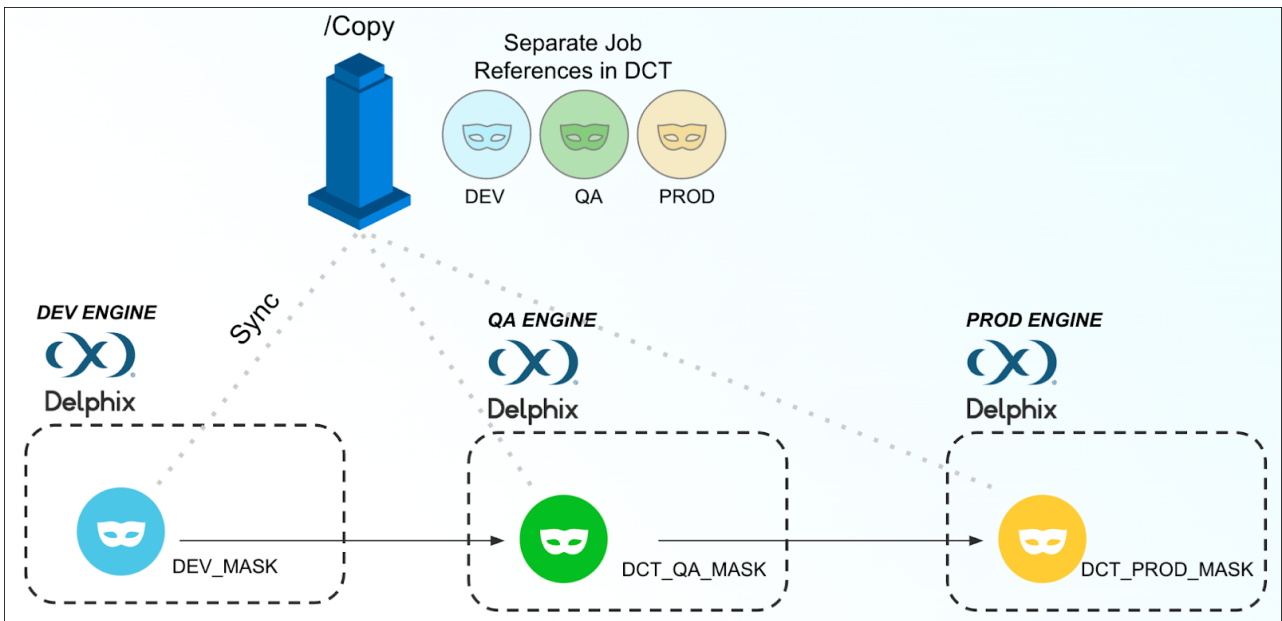 /Copy
Separate Job
References in DCT
DEV
QA
PROD
Sync
DEV ENGINE
Delphix
QA ENGINE
Delphix
PROD ENGINE
Delphix
DEV_MASK
DCT_QA_MASK
DCT_PROD_MASK